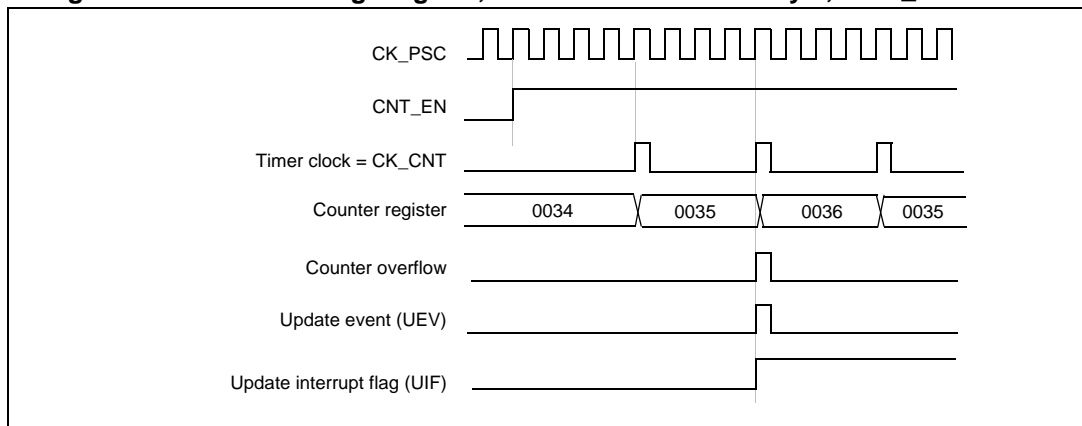 CK_PSC
CNT_EN
Timer clock = CK_CNT
Counter register 0034 0035 0036 0035
Counter overflow
Update event (UEV)
Update interrupt flag (UIF)